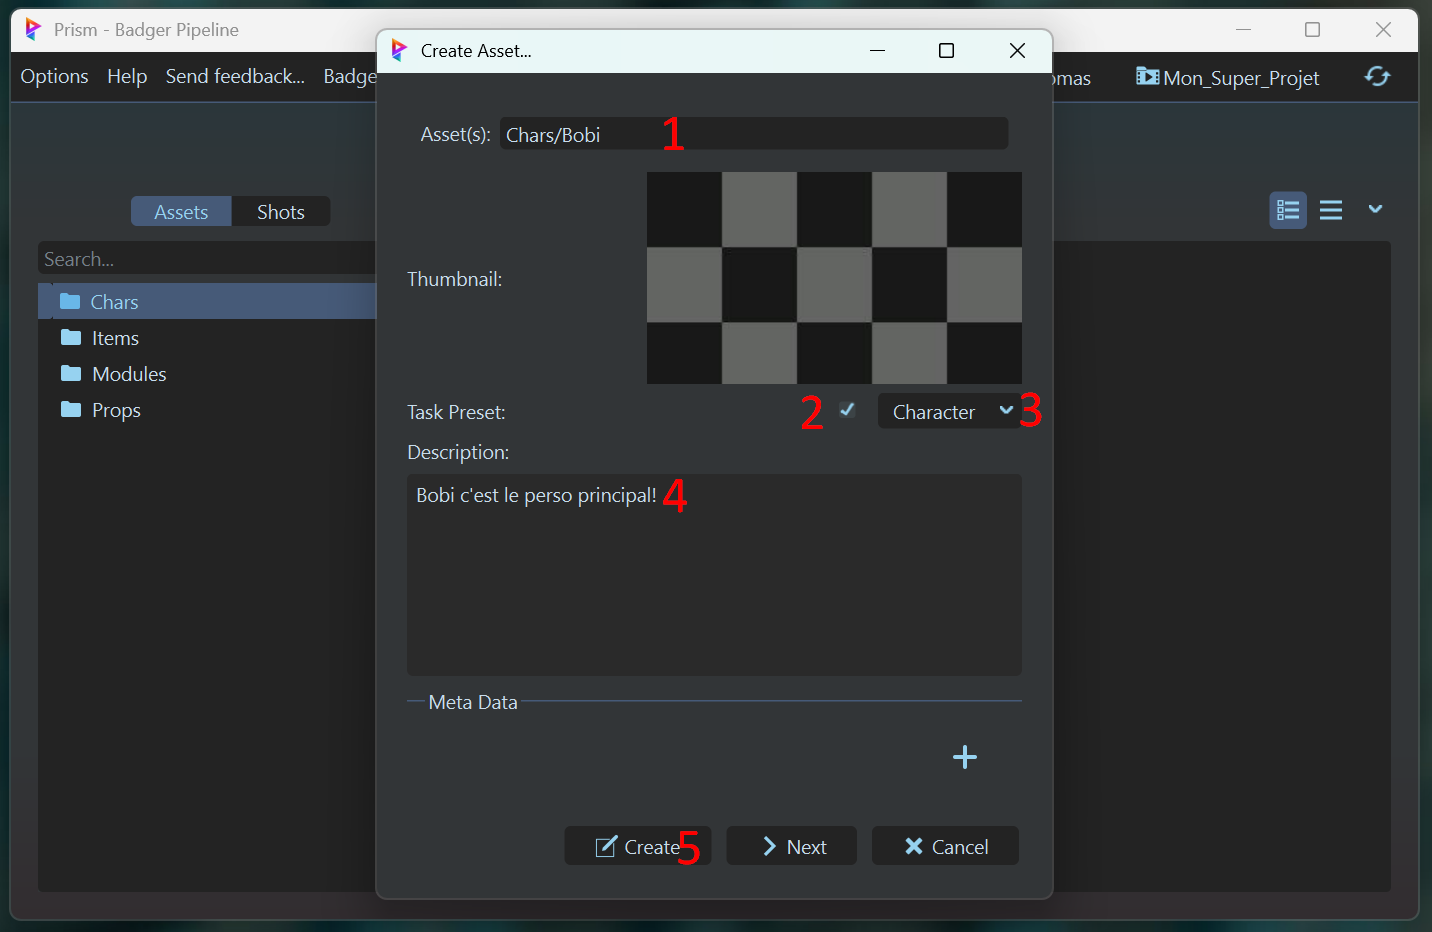 Prism - Badger Pipeline
Create Asset...
Options Help Send feedback... Badge
omas Mon_Super_Projet
Asset(s): Chars/Bobi 1
Assets Shots
Search...
Thumbnail:
Chars
Items
Modules
Props
Task Preset: 2 Character 3
Description:
Bobi c'est le perso principal! 4
Meta Data
Create 5 Next Cancel